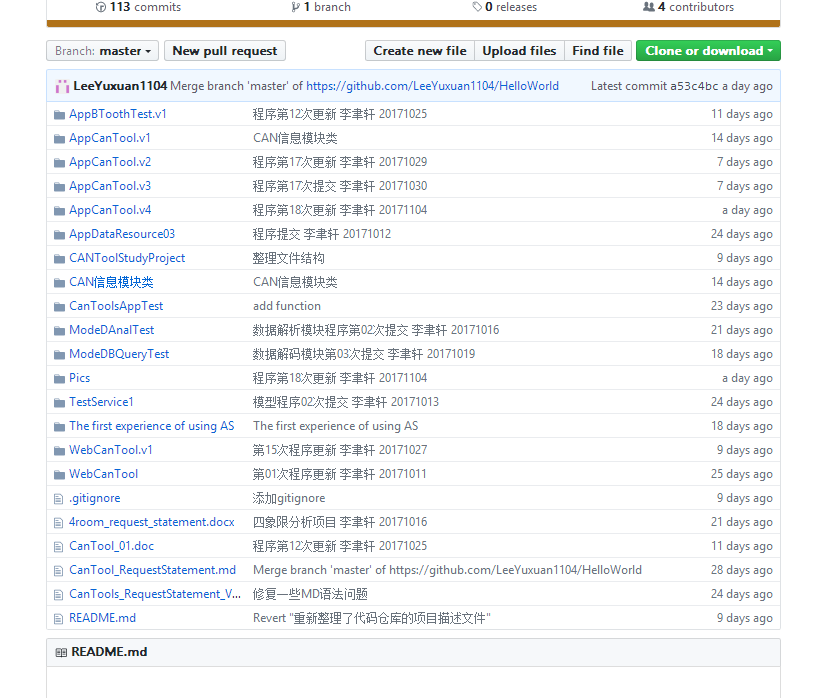 113 commits 1 branch 0 releases 4 contributors
Branch: master New pull request Create new file Upload files Find file Clone or download
LeeYuxuan1104 Merge branch 'master' of https://github.com/LeeYuxuan1104/HelloWorld Latest commit a53c4bc a day ago
AppBToothTest.v1 程序第12次更新 李聿轩 20171025 11 days ago
AppCanTool.v1 CAN信息模块类 14 days ago
AppCanTool.v2 程序第17次更新 李聿轩 20171029 7 days ago
AppCanTool.v3 程序第17次提交 李聿轩 20171030 7 days ago
AppCanTool.v4 程序第18次更新 李聿轩 20171104 a day ago
AppDataResource03 程序提交 李聿轩 20171012 24 days ago
CANToolStudyProject 整理文件结构 9 days ago
CAN信息模块类 CAN信息模块类 14 days ago
CanToolsAppTest add function 23 days ago
ModeDAnalTest 数据解析模块程序第02次提交 李聿轩 20171016 21 days ago
ModeDBQueryTest 数据解码模块第03次提交 李聿轩 20171019 18 days ago
Pics 程序第18次更新 李聿轩 20171104 a day ago
TestService1 模型程序02次提交 李聿轩 20171013 24 days ago
The first experience of using AS The first experience of using AS 18 days ago
WebCanTool.v1 第15次程序更新 李聿轩 20171027 9 days ago
WebCanTool 第01次程序更新 李聿轩 20171011 25 days ago
.gitignore 添加gitignore 9 days ago
4room_request_statement.docx 四象限分析项目 李聿轩 20171016 21 days ago
CanTool_01.doc 程序第12次更新 李聿轩 20171025 11 days ago
CanTool_RequestStatement.md Merge branch 'master' of https://github.com/LeeYuxuan1104/HelloWorld 28 days ago
CanTools_RequestStatement_V... 修复一些MD语法问题 24 days ago
README.md Revert "重新整理了代码仓库的项目描述文件" 9 days ago
README.md